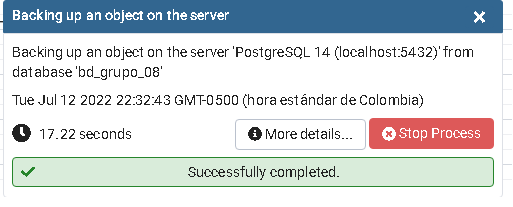 Backing up an object on the server
Backing up an object on the server 'PostgreSQL 14 (localhost:5432)' from
database 'bd_grupo_08'
Tue Jul 12 2022 22:32:43 GMT-0500 (hora estándar de Colombia)
17.22 seconds
More details...
Stop Process
Successfully completed.